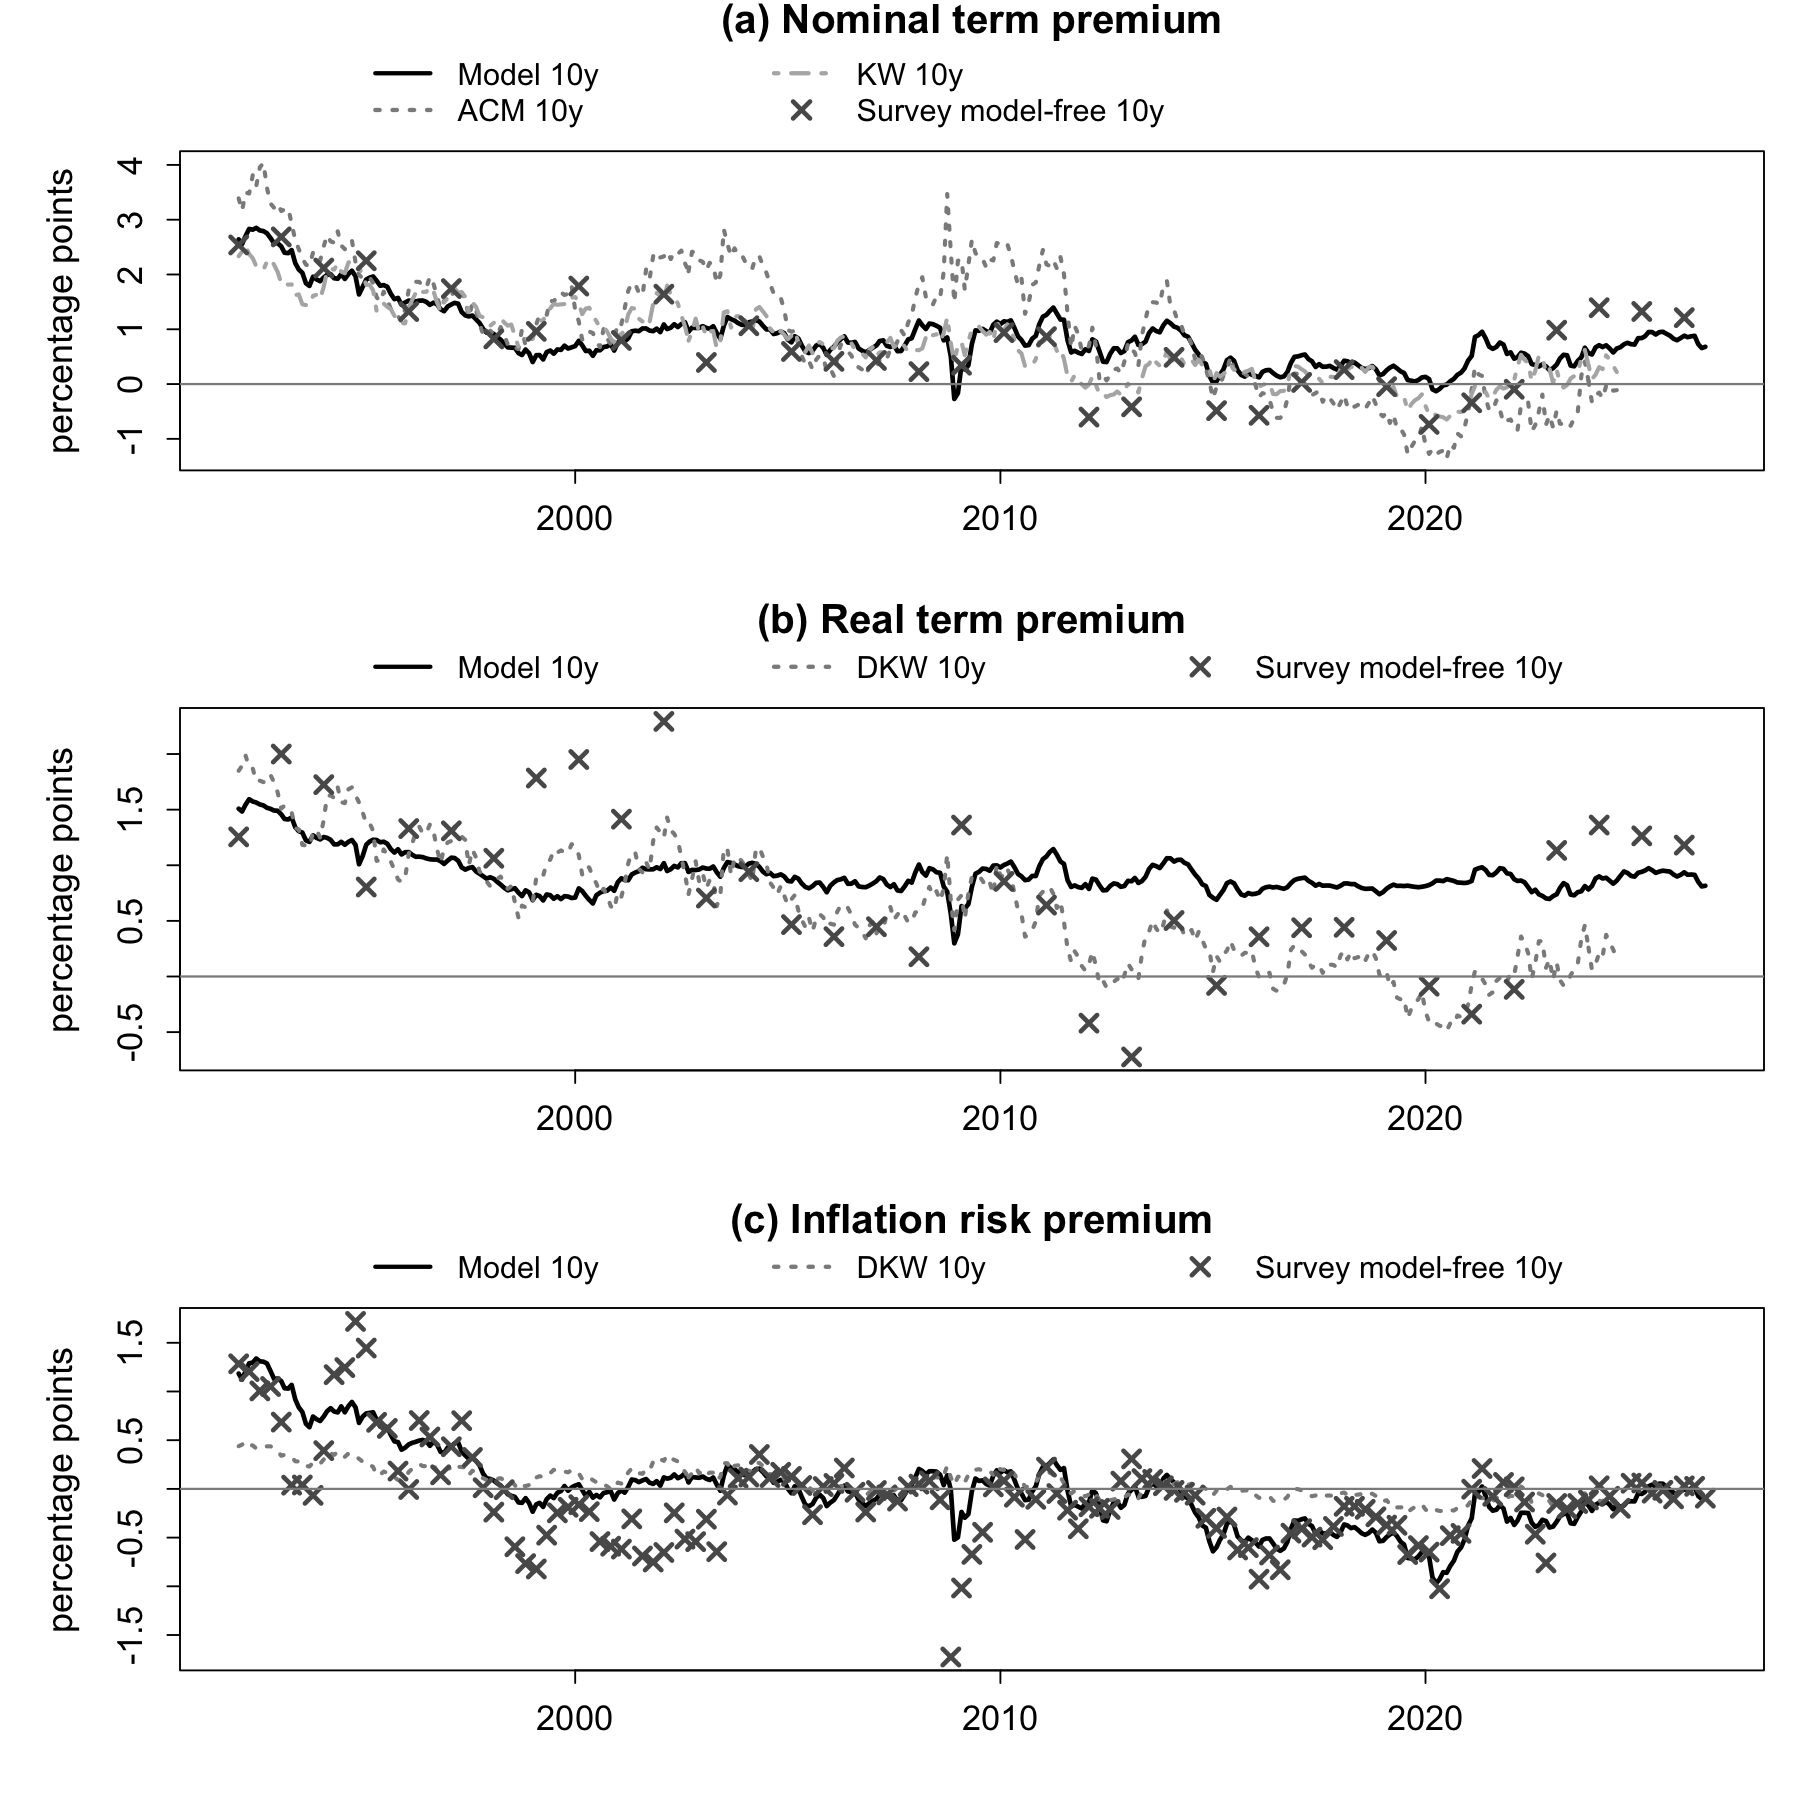 (a) Nominal term premium
Model 10y
KW 10y
ACM 10y
Survey model-free 10y
percentage points
4
3
2
1
0
-1
2000
2010
2020
(b) Real term premium
Model 10y
DKW 10y
Survey model-free 10y
percentage points
1.5
0.5
-0.5
2000
2010
2020
(c) Inflation risk premium
Model 10y
DKW 10y
Survey model-free 10y
percentage points
1.5
0.5
-0.5
-1.5
2000
2010
2020